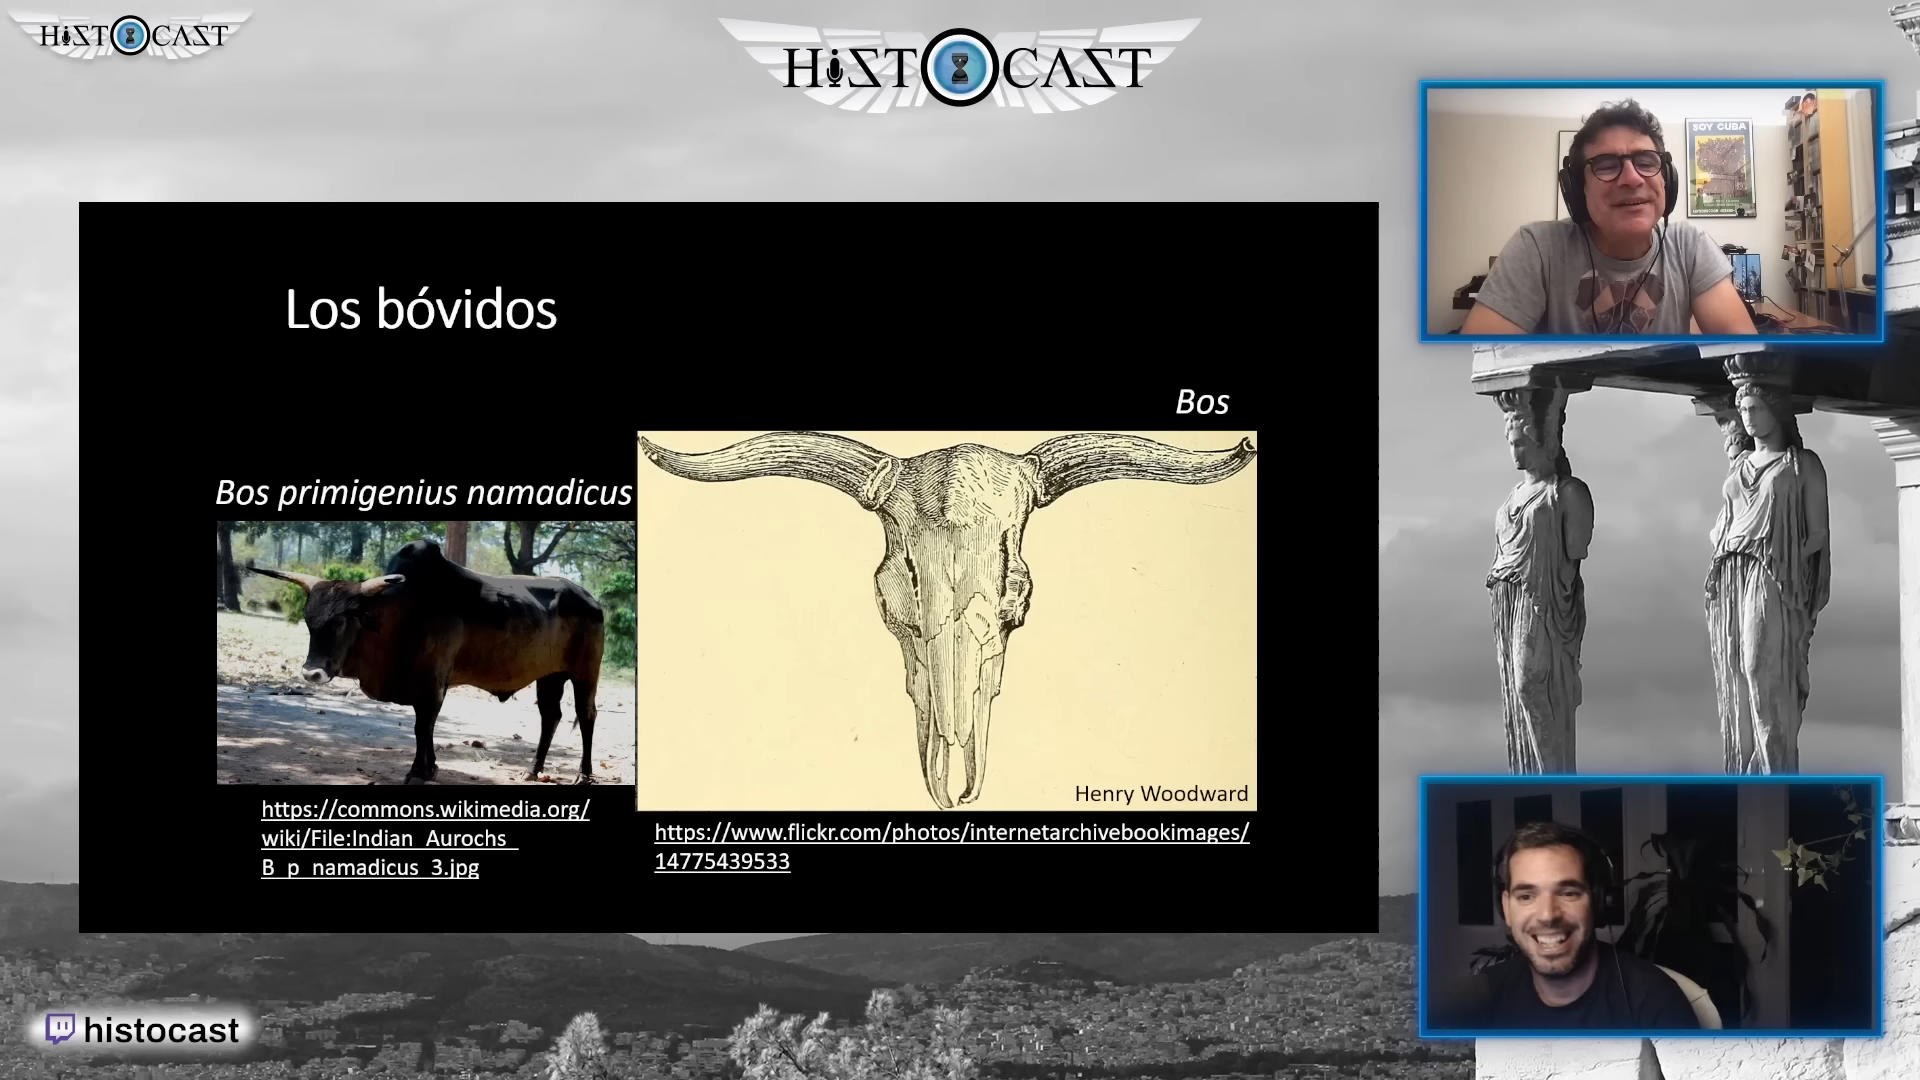 HiSTOCAST
HiSTOCAST
SOY CUBA
Los bóvidos
Bos
Bos primigenius namadicus
Henry Woodward
https://commons.wikimedia.org/
wiki/File:Indian_Aurochs_
B_p_namadicus_3.jpg
https://www.flickr.com/photos/internetarchivebookimages/
14775439533
histocast